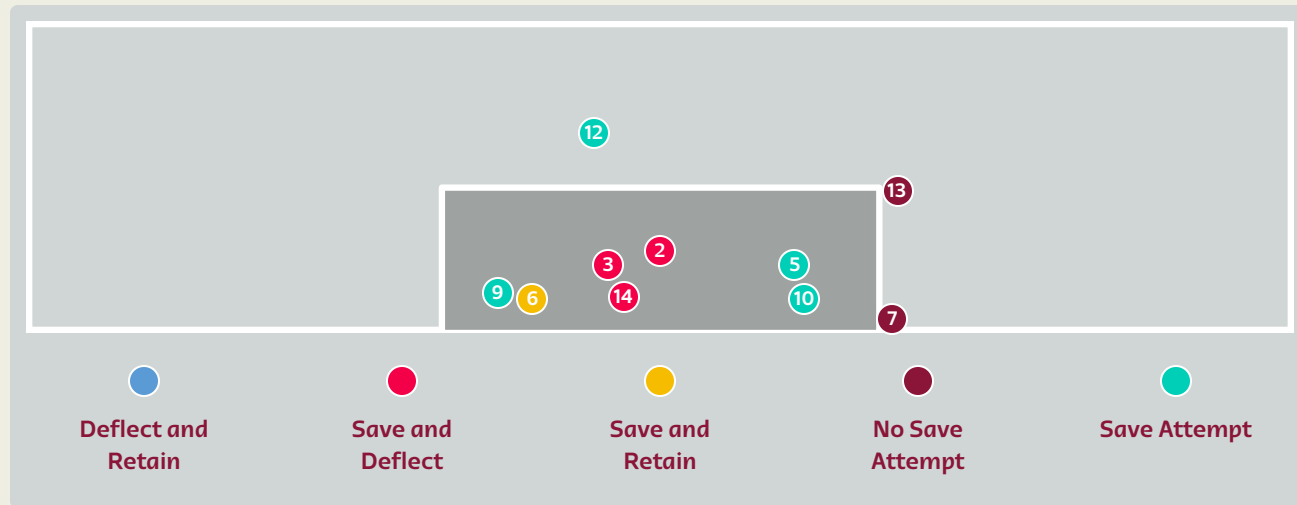 12
13
2
3
5
9
6
14
10
7
Deflect and
Retain
Save and
Deflect
Save and
Retain
No Save
Attempt
Save Attempt